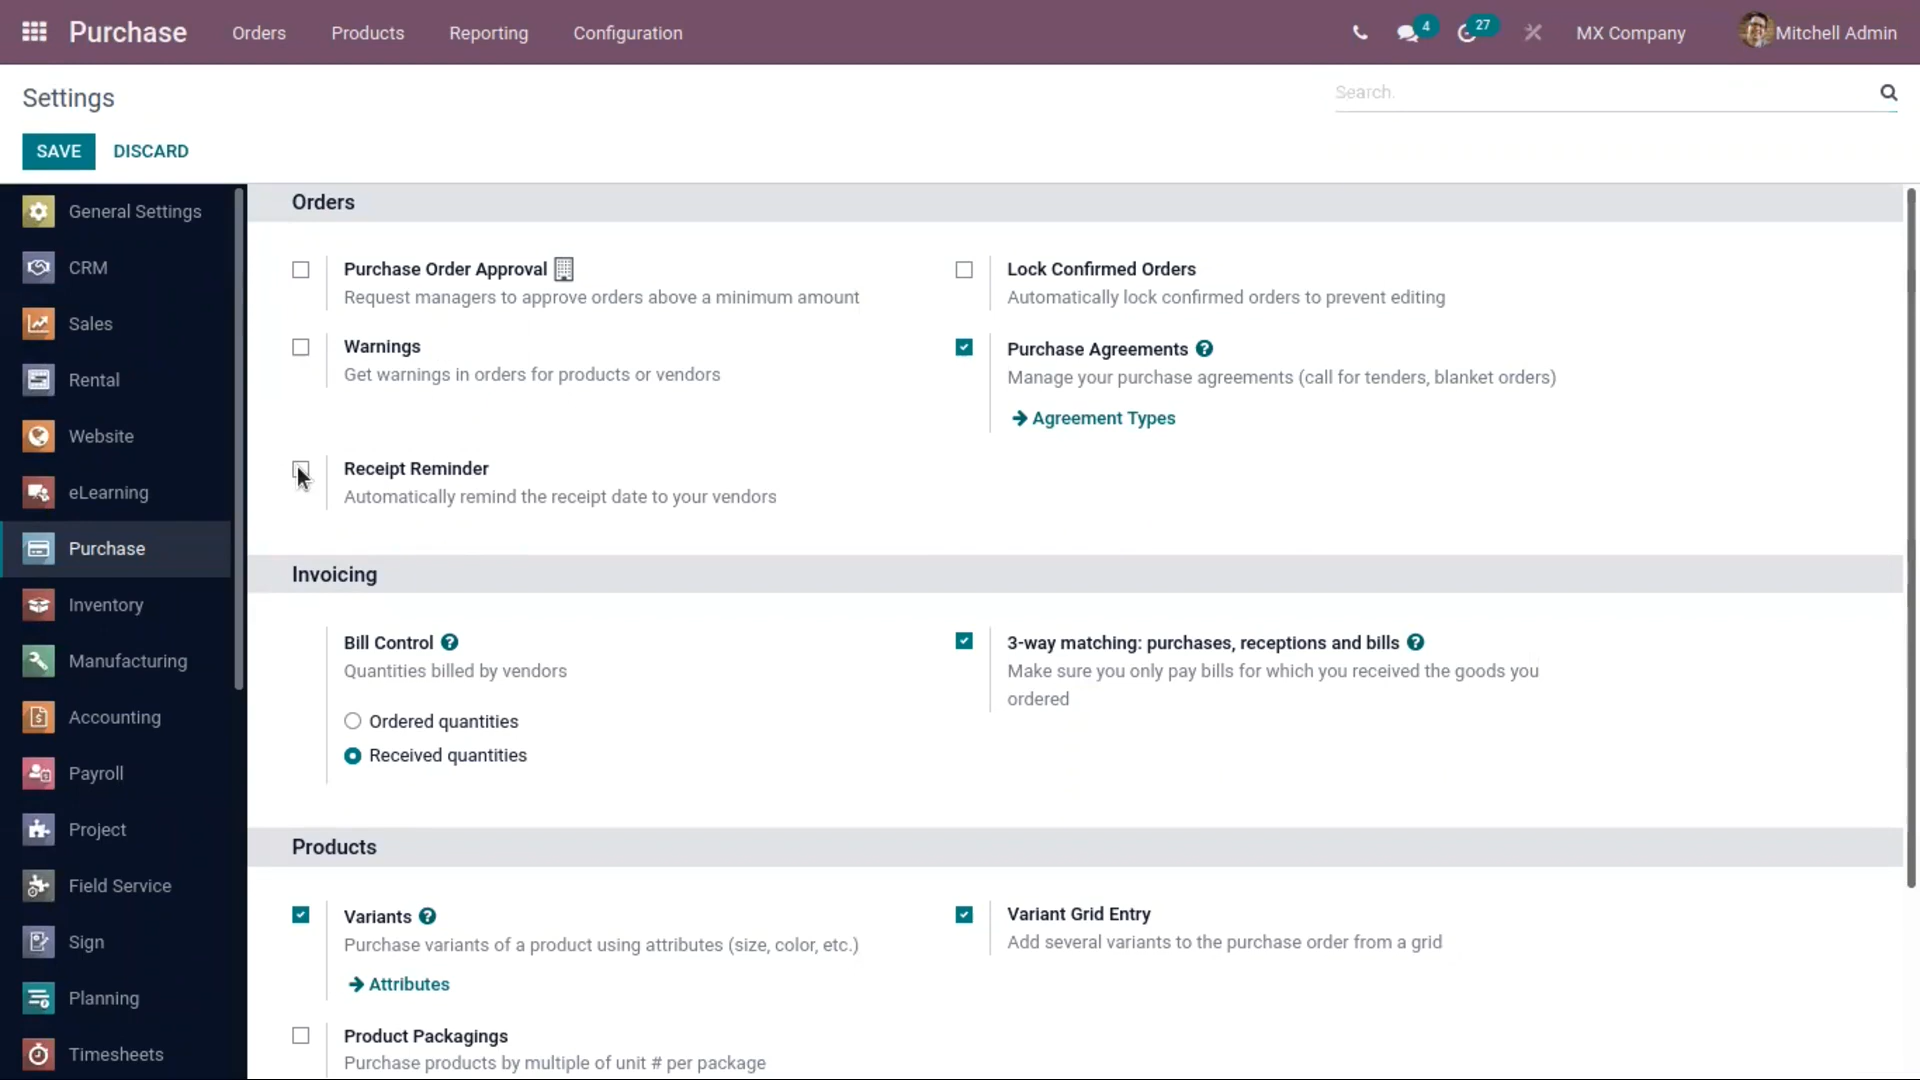 Purchase
Orders
Products
Reporting
Configuration
4
27
MX Company
Mitchell Admin
Settings
Search.
SAVE
DISCARD
General Settings
CRM
Sales
Rental
Website
eLearning
Purchase
Inventory
Manufacturing
Accounting
Payroll
Project
Field Service
Sign
Planning
Timesheets
Orders
Purchase Order Approval
Request managers to approve orders above a minimum amount
Lock Confirmed Orders
Automatically lock confirmed orders to prevent editing
Warnings
Get warnings in orders for products or vendors
Purchase Agreements ?
Manage your purchase agreements (call for tenders, blanket orders)
Agreement Types
Receipt Reminder
Automatically remind the receipt date to your vendors
Invoicing
Bill Control ?
Quantities billed by vendors
Ordered quantities
Received quantities
3-way matching: purchases, receptions and bills ?
Make sure you only pay bills for which you received the goods you
ordered
Products
Variants ?
Purchase variants of a product using attributes (size, color, etc.)
Attributes
Variant Grid Entry
Add several variants to the purchase order from a grid
Product Packagings
Purchase products by multiple of unit # per package